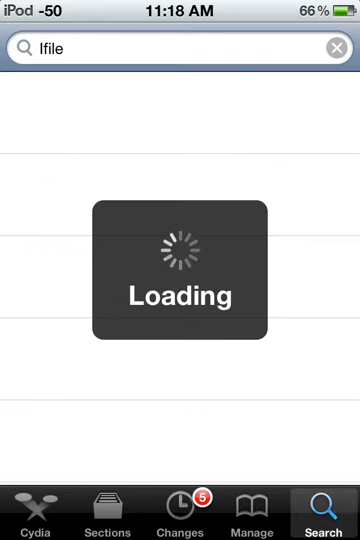 iPod -50 11:18 AM 66%
Ifile
Loading
5
Cydia Sections Changes Manage Search